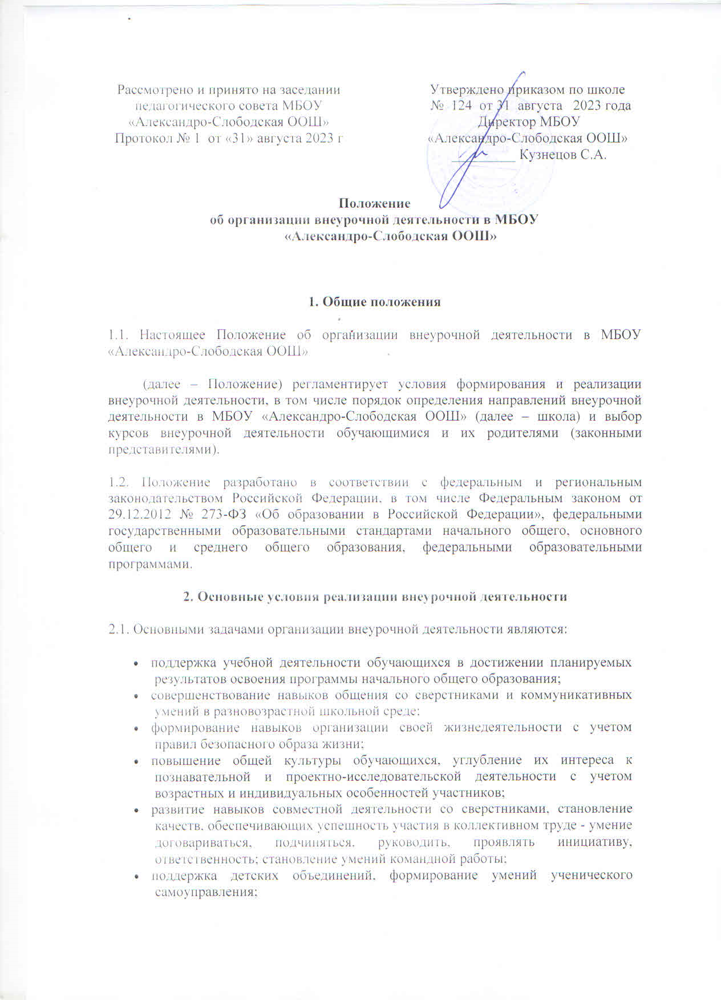 Рассмотрено и принято на заседании
педагогического совета МБОУ
«Александро-Слободская ООШ»
Протокол № 1 от «31» августа 2023 г
Утверждено приказом по школе
№ 124 от 31 августа 2023 года
Директор МБОУ
«Александро-Слободская ООШ»
_________ Кузнецов С.А.
Положение
об организации внеурочной деятельности в МБОУ
«Александро-Слободская ООШ»
1. Общие положения
1.1. Настоящее Положение об организации внеурочной деятельности в МБОУ
«Александро-Слободская ООШ»
(далее – Положение) регламентирует условия формирования и реализации
внеурочной деятельности, в том числе порядок определения направлений внеурочной
деятельности в МБОУ «Александро-Слободская ООШ» (далее – школа) и выбор
курсов внеурочной деятельности обучающимися и их родителями (законными
представителями).
1.2. Положение разработано в соответствии с федеральным и региональным
законодательством Российской Федерации, в том числе Федеральным законом от
29.12.2012 № 273-ФЗ «Об образовании в Российской Федерации», федеральными
государственными образовательными стандартами начального общего, основного
общего и среднего общего образования, федеральными образовательными
программами.
2. Основные условия реализации внеурочной деятельности
2.1. Основными задачами организации внеурочной деятельности являются:
• поддержка учебной деятельности обучающихся в достижении планируемых
результатов освоения программы начального общего образования;
• совершенствование навыков общения со сверстниками и коммуникативных
умений в разновозрастной школьной среде;
• формирование навыков организации своей жизнедеятельности с учетом
правил безопасного образа жизни;
• повышение общей культуры обучающихся, углубление их интереса к
познавательной и проектно-исследовательской деятельности с учетом
возрастных и индивидуальных особенностей участников;
• развитие навыков совместной деятельности со сверстниками, становление
качеств, обеспечивающих успешность участия в коллективном труде - умение
договариваться, подчиняться, руководить, проявлять инициативу,
ответственность; становление умений командной работы;
• поддержка детских объединений, формирование умений ученического
самоуправления;